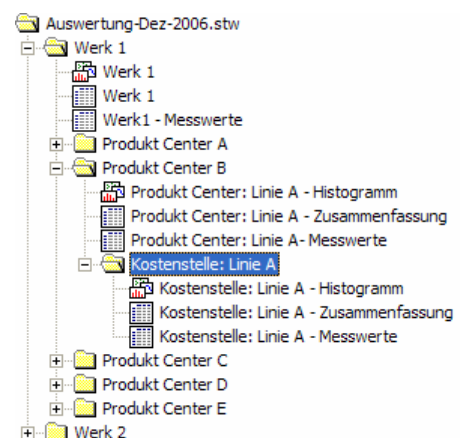 Auswertung-Dez-2006.stw
Werk 1
Werk 1
Werk 1
Werk1 - Messwerte
Produkt Center A
Produkt Center B
Produkt Center: Linie A - Histogramm
Produkt Center: Linie A - Zusammenfassung
Produkt Center: Linie A- Messwerte
Kostenstelle: Linie A
Kostenstelle: Linie A - Histogramm
Kostenstelle: Linie A - Zusammenfassung
Kostenstelle: Linie A - Messwerte
Produkt Center C
Produkt Center D
Produkt Center E
Werk 2